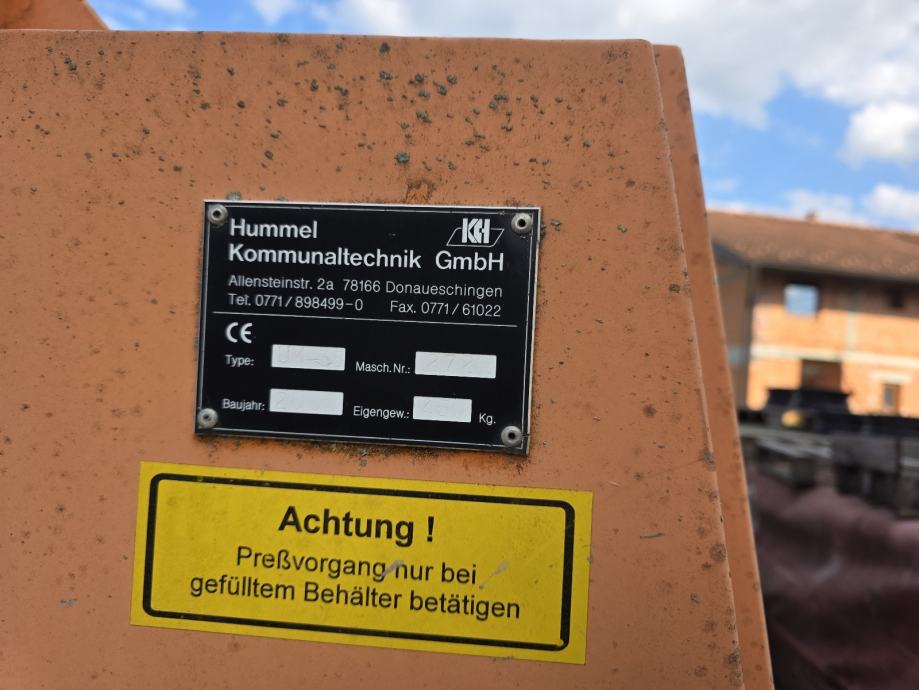 Hummel
Kommunaltechnik GmbH
KH
Allensteinstr. 2a 78166 Donaueschingen
Tel. 0771/898499-0 Fax. 0771/61022
CE
Type: Masch.Nr.:
Baujahr: Eigengew.: Kg.
Achtung !
Preßvorgang nur bei
gefülltem Behälter betätigen